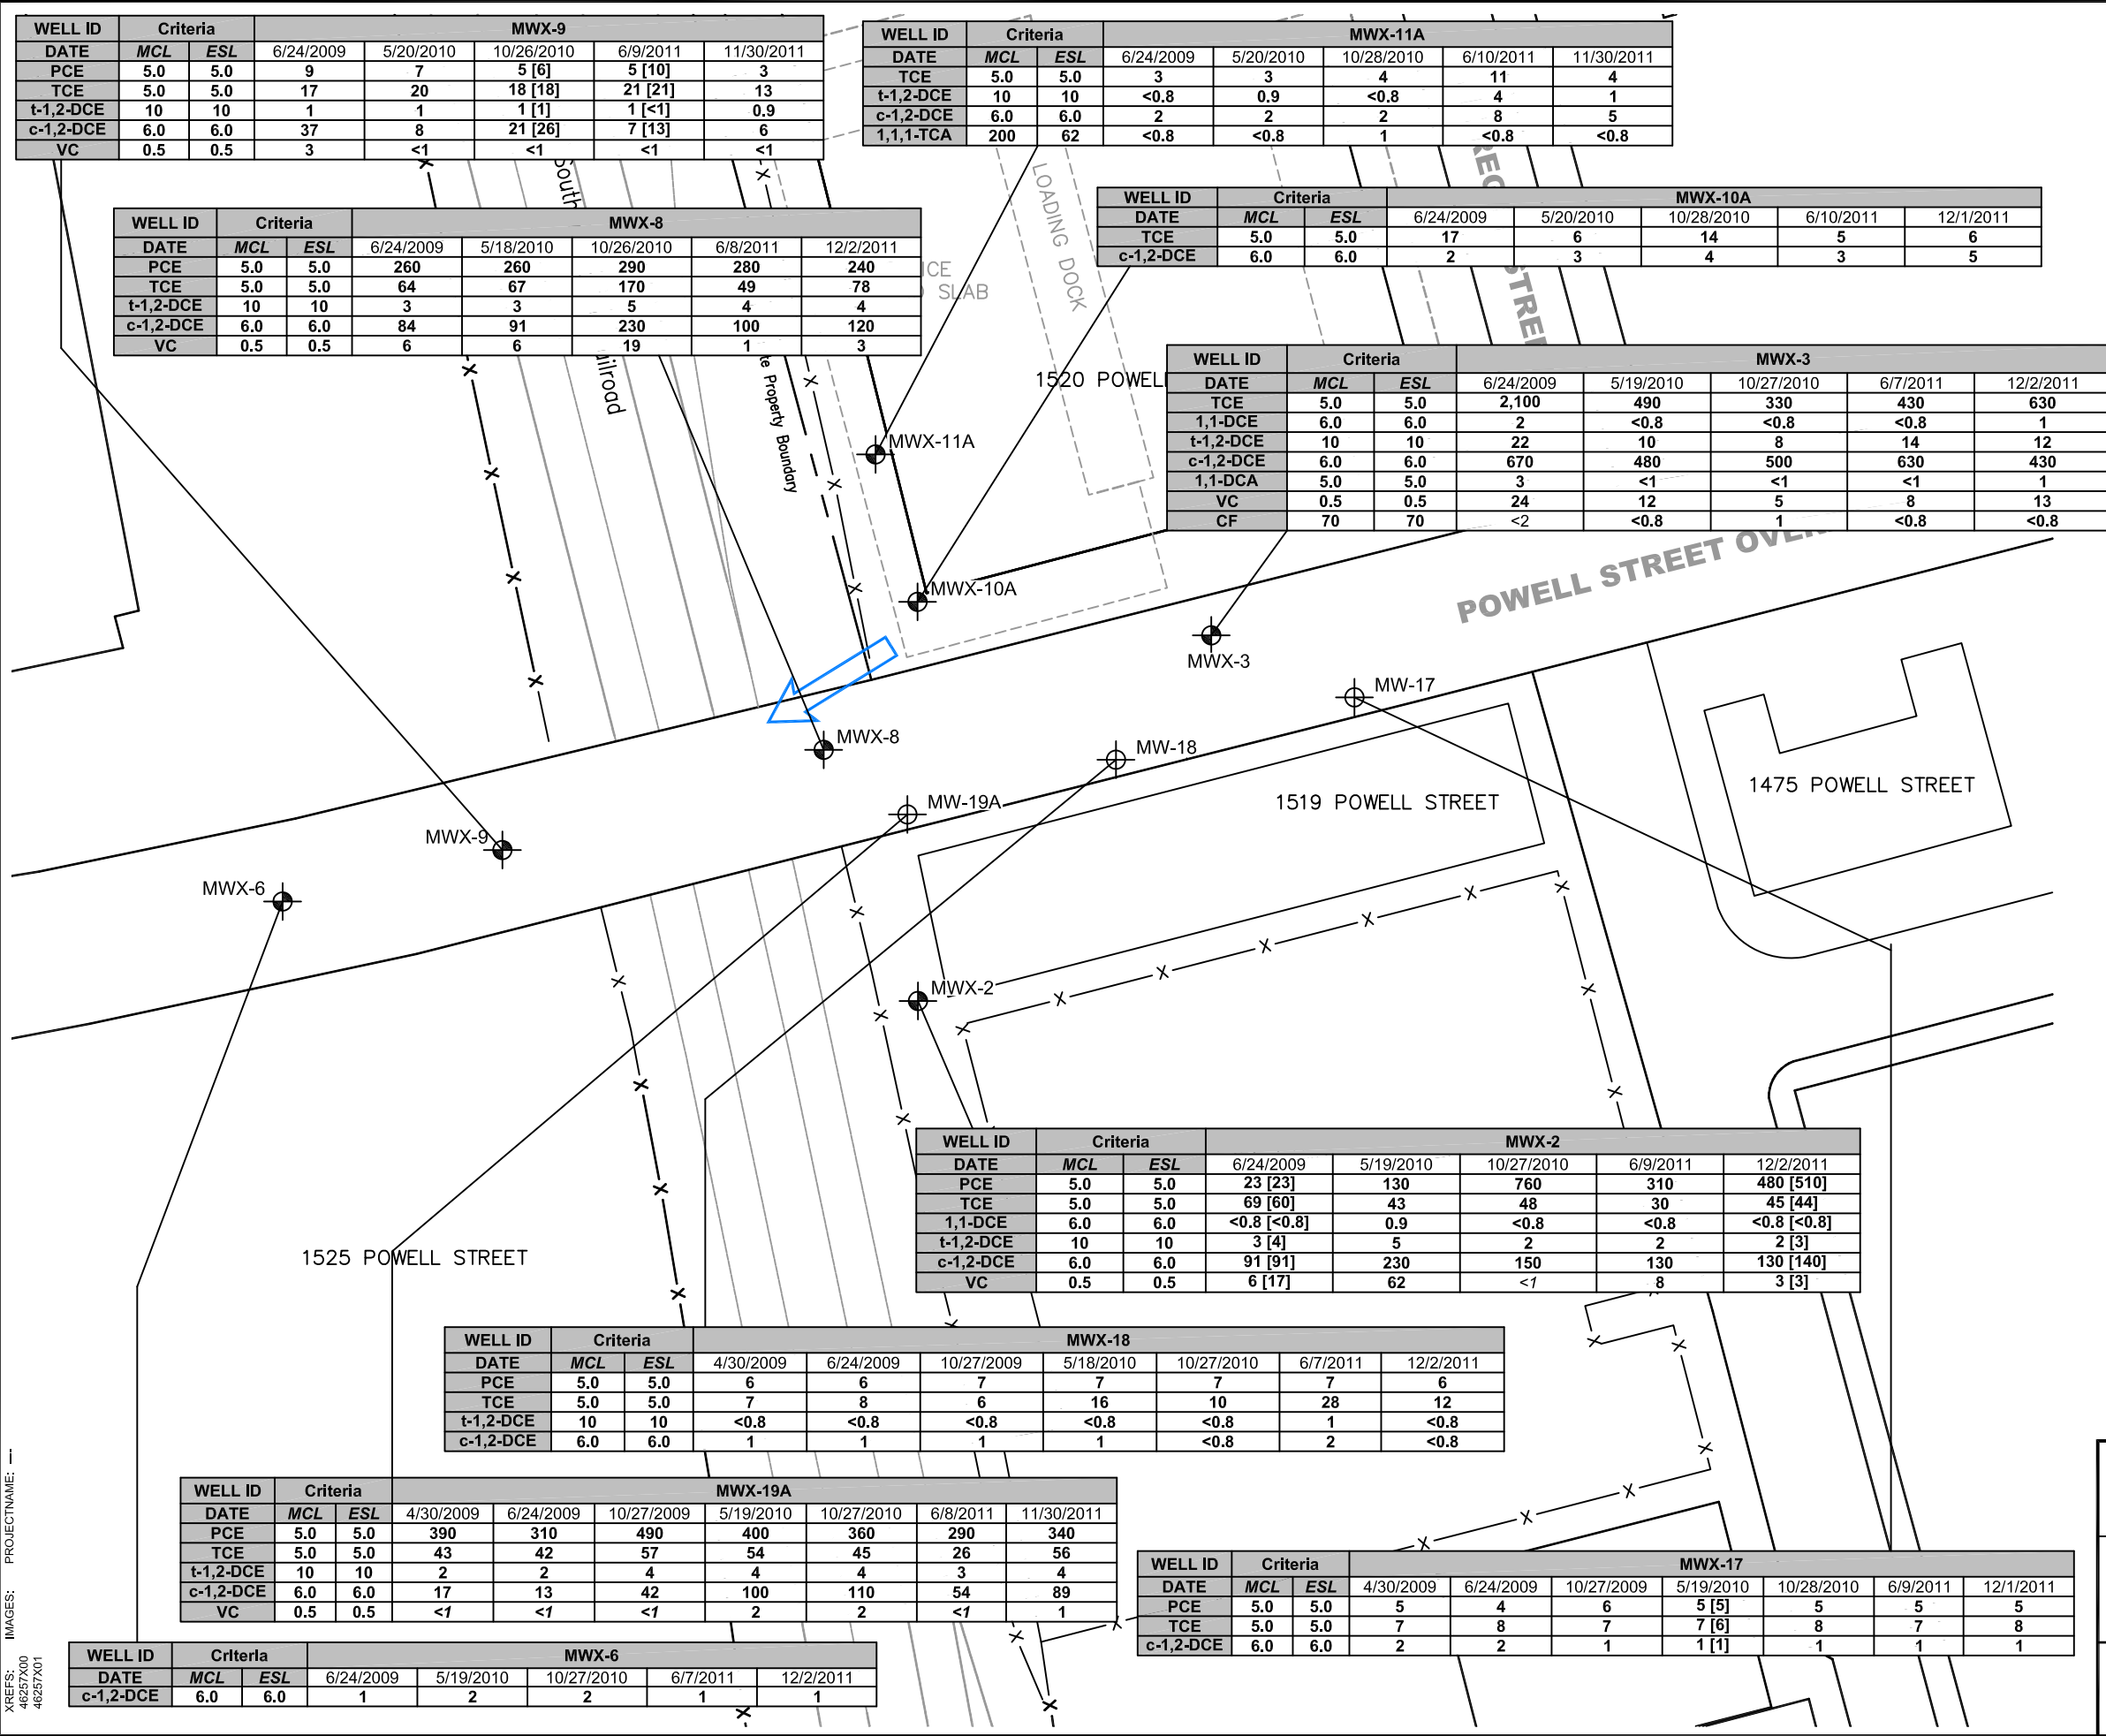 WELL ID Criteria MWX-9
DATE MCL ESL 6/24/2009 5/20/2010 10/26/2010 6/9/2011 11/30/2011
PCE 5.0 5.0 9 7 5 [6] 5 [10] 3
TCE 5.0 5.0 17 20 18 [18] 21 [21] 13
t-1,2-DCE 10 10 1 1 1 [1] 1 [<1] 0.9
c-1,2-DCE 6.0 6.0 37 8 21 [26] 7 [13] 6
VC 0.5 0.5 3 <1 <1 <1 <1
WELL ID Criteria MWX-11A
DATE MCL ESL 6/24/2009 5/20/2010 10/28/2010 6/10/2011 11/30/2011
TCE 5.0 5.0 3 3 4 11 4
t-1,2-DCE 10 10 <0.8 0.9 <0.8 4 1
c-1,2-DCE 6.0 6.0 2 2 2 8 5
1,1,1-TCA 200 62 <0.8 <0.8 1 <0.8 <0.8
WELL ID Criteria MWX-8
DATE MCL ESL 6/24/2009 5/18/2010 10/26/2010 6/8/2011 12/2/2011
PCE 5.0 5.0 260 260 290 280 240
TCE 5.0 5.0 64 67 170 49 78
t-1,2-DCE 10 10 3 3 5 4 4
c-1,2-DCE 6.0 6.0 84 91 230 100 120
VC 0.5 0.5 6 6 19 1 3
WELL ID Criteria MWX-10A
DATE MCL ESL 6/24/2009 5/20/2010 10/28/2010 6/10/2011 12/1/2011
TCE 5.0 5.0 17 6 14 5 6
c-1,2-DCE 6.0 6.0 2 3 4 3 5
WELL ID Criteria MWX-3
DATE MCL ESL 6/24/2009 5/19/2010 10/27/2010 6/7/2011 12/2/2011
TCE 5.0 5.0 2,100 490 330 430 630
1,1-DCE 6.0 6.0 2 <0.8 <0.8 <0.8 1
t-1,2-DCE 10 10 22 10 8 14 12
c-1,2-DCE 6.0 6.0 670 480 500 630 430
1,1-DCA 5.0 5.0 3 <1 <1 <1 1
VC 0.5 0.5 24 12 5 8 13
CF 70 70 <2 <0.8 1 <0.8 <0.8
South
ilroad
te Property Boundary
LOADING DOCK
ICE
SLAB
1520 POWELL
STREE
POWELL STREET OVER
MWX-11A
MWX-10A
MWX-3
MW-17
MWX-8
MW-18
MW-19A
MWX-9
MWX-6
MWX-2
1519 POWELL STREET
1475 POWELL STREET
1525 POWELL STREET
WELL ID Criteria MWX-2
DATE MCL ESL 6/24/2009 5/19/2010 10/27/2010 6/9/2011 12/2/2011
PCE 5.0 5.0 23 [23] 130 760 310 480 [510]
TCE 5.0 5.0 69 [60] 43 48 30 45 [44]
1,1-DCE 6.0 6.0 <0.8 [<0.8] 0.9 <0.8 <0.8 <0.8 [<0.8]
t-1,2-DCE 10 10 3 [4] 5 2 2 2 [3]
c-1,2-DCE 6.0 6.0 91 [91] 230 150 130 130 [140]
VC 0.5 0.5 6 [17] 62 <1 8 3 [3]
WELL ID Criteria MWX-18
DATE MCL ESL 4/30/2009 6/24/2009 10/27/2009 5/18/2010 10/27/2010 6/7/2011 12/2/2011
PCE 5.0 5.0 6 6 7 7 7 7 6
TCE 5.0 5.0 7 8 6 16 10 28 12
t-1,2-DCE 10 10 <0.8 <0.8 <0.8 <0.8 <0.8 1 <0.8
c-1,2-DCE 6.0 6.0 1 1 1 1 <0.8 2 <0.8
WELL ID Criteria MWX-19A
DATE MCL ESL 4/30/2009 6/24/2009 10/27/2009 5/19/2010 10/27/2010 6/8/2011 11/30/2011
PCE 5.0 5.0 390 310 490 400 360 290 340
TCE 5.0 5.0 43 42 57 54 45 26 56
t-1,2-DCE 10 10 2 2 4 4 4 3 4
c-1,2-DCE 6.0 6.0 17 13 42 100 110 54 89
VC 0.5 0.5 <1 <1 <1 2 2 <1 1
WELL ID Criteria MWX-17
DATE MCL ESL 4/30/2009 6/24/2009 10/27/2009 5/19/2010 10/28/2010 6/9/2011 12/1/2011
PCE 5.0 5.0 5 4 6 5 [5] 5 5 5
TCE 5.0 5.0 7 8 7 7 [6] 8 7 8
c-1,2-DCE 6.0 6.0 2 2 1 1 [1] 1 1 1
WELL ID Criteria MWX-6
DATE MCL ESL 6/24/2009 5/19/2010 10/27/2010 6/7/2011 12/2/2011
c-1,2-DCE 6.0 6.0 1 2 2 1 1
XREFS: IMAGES: PROJECTNAME: ---
46257X00
46257X01